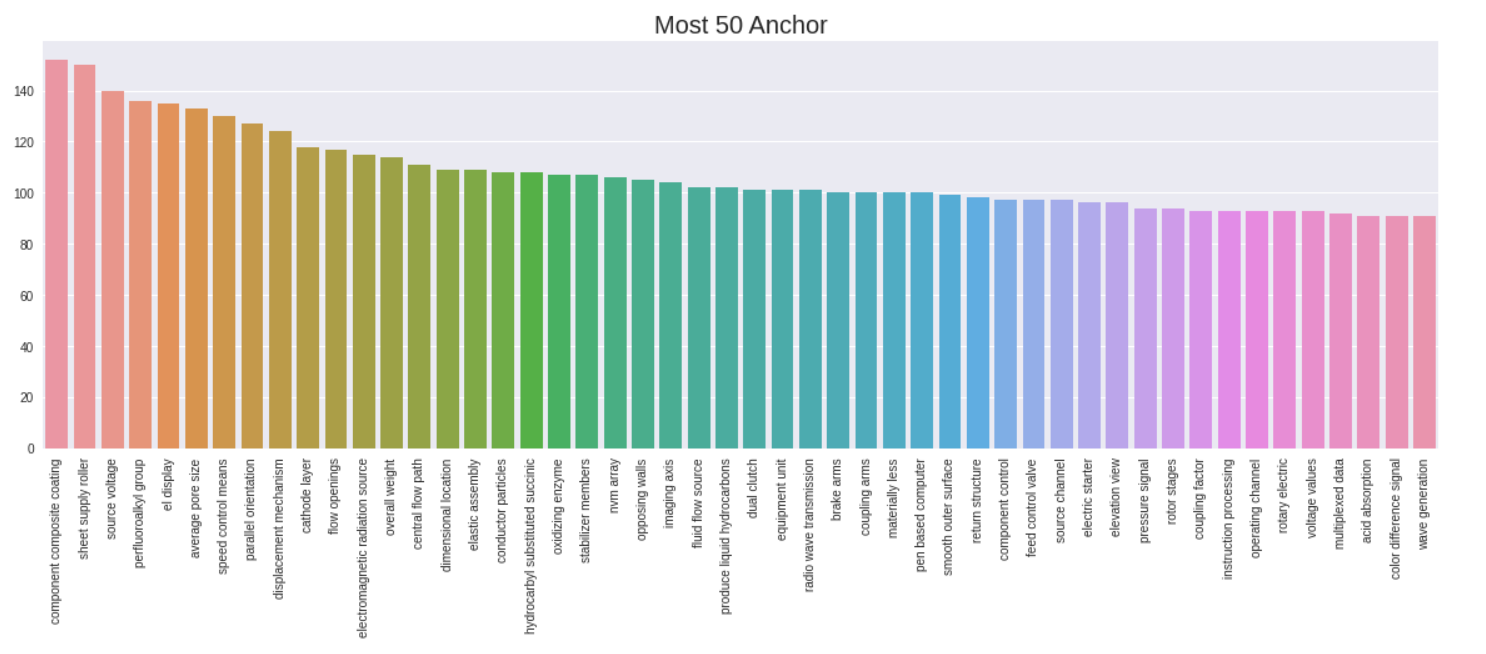 Most 50 Anchor
140
120
100
80
60
40
20
0
component composite coating
sheet supply roller
source voltage
perfluoroalkyl group
el display
average pore size
speed control means
parallel orientation
displacement mechanism
cathode layer
flow openings
electromagnetic radiation source
overall weight
central flow path
dimensional location
elastic assembly
conductor particles
hydrocarbyl substituted succinic
oxidizing enzyme
stabilizer members
nvm array
opposing walls
imaging axis
fluid flow source
produce liquid hydrocarbons
dual clutch
equipment unit
radio wave transmission
brake arms
coupling arms
materially less
pen based computer
smooth outer surface
return structure
component control
feed control valve
source channel
electric starter
elevation view
pressure signal
rotor stages
coupling factor
instruction processing
operating channel
rotary electric
voltage values
multiplexed data
acid absorption
color difference signal
wave generation